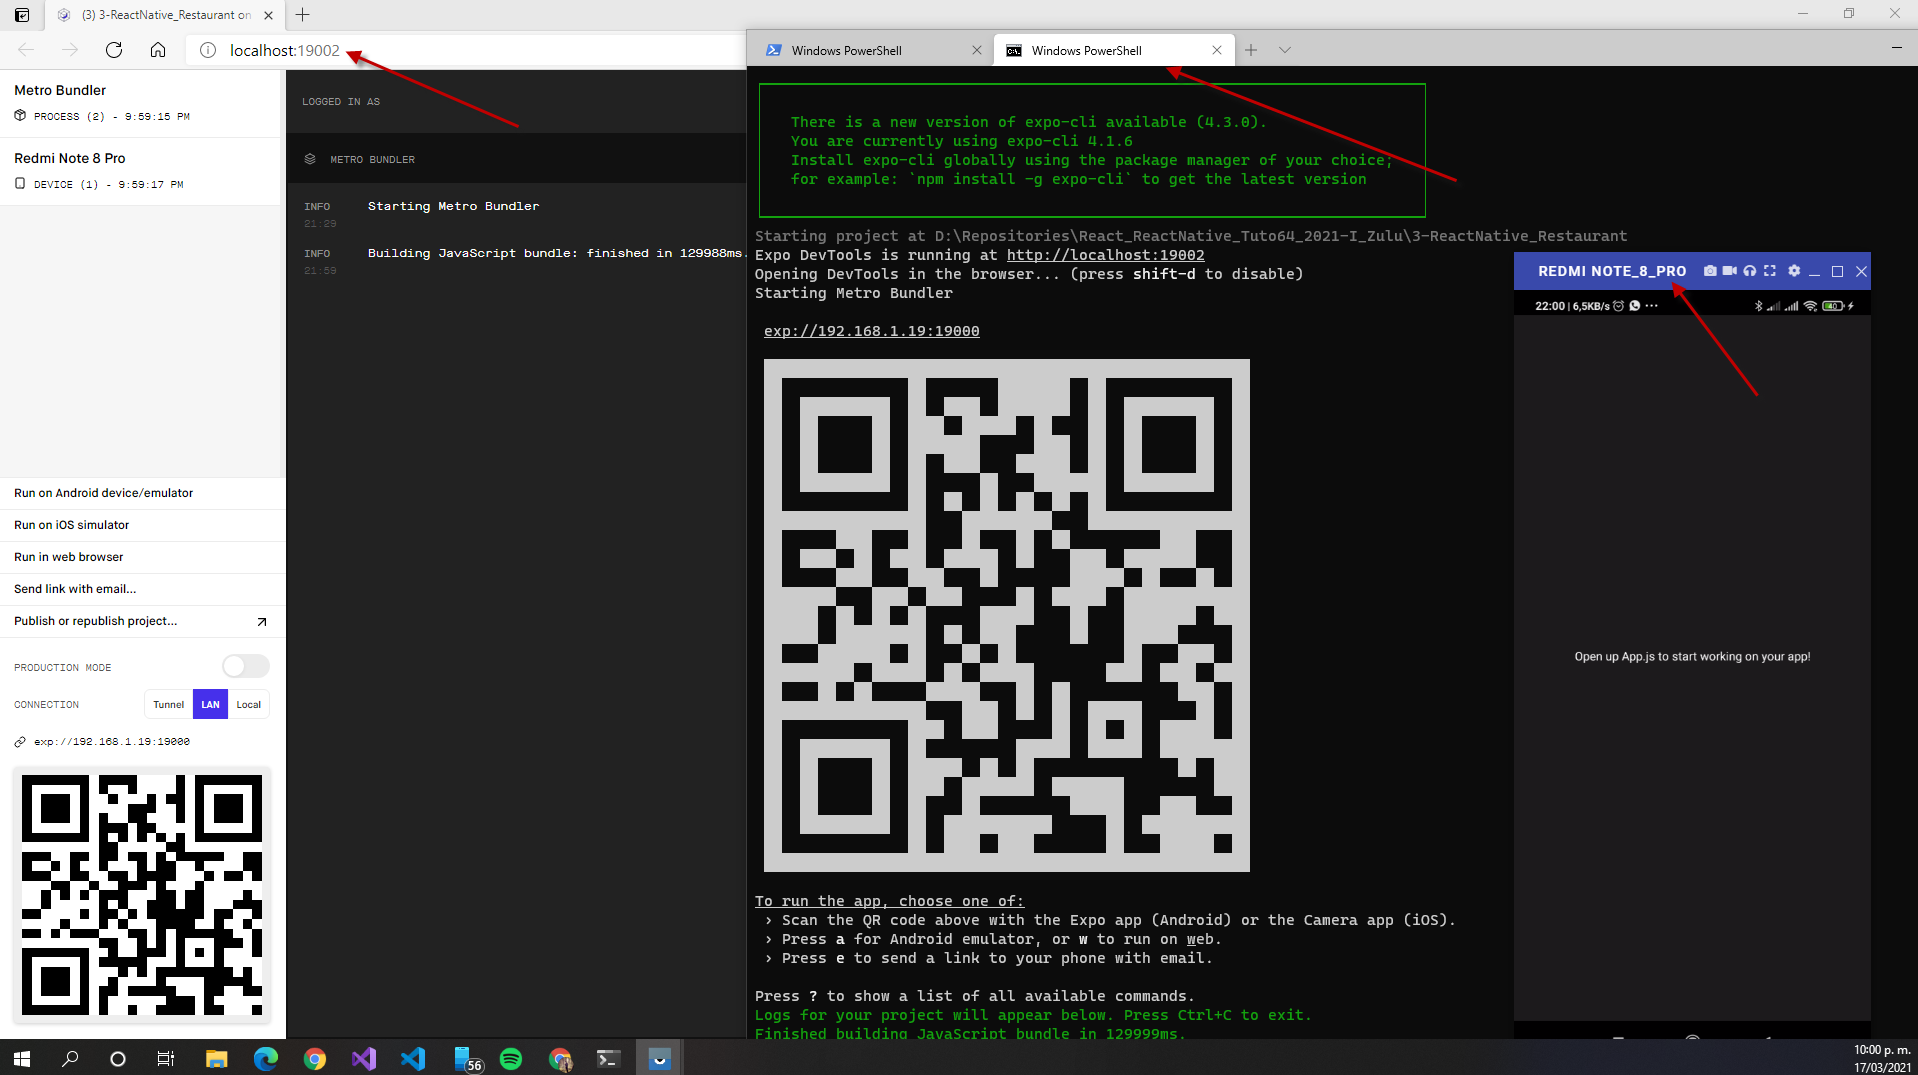 (3) 3-ReactNative_Restaurant on
localhost:19002
Metro Bundler
PROCESS (2) - 9:59:15 PM
Redmi Note 8 Pro
DEVICE (1) - 9:59:17 PM
Run on Android device/emulator
Run on iOS simulator
Run in web browser
Send link with email...
Publish or republish project...
PRODUCTION MODE
CONNECTION
Tunnel
LAN
Local
exp://192.168.1.19:19000
LOGGED IN AS
METRO BUNDLER
INFO
Starting Metro Bundler
21:29
INFO
Building JavaScript bundle: finished in 129988ms.
21:59
Windows PowerShell
Windows PowerShell
There is a new version of expo-cli available (4.3.0).
You are currently using expo-cli 4.1.6
Install expo-cli globally using the package manager of your choice;
for example: `npm install -g expo-cli` to get the latest version
Starting project at D:\Repositories\React_ReactNative_Tuto64_2021-I_Zulu\3-ReactNative_Restaurant
Expo DevTools is running at http://localhost:19002
Opening DevTools in the browser... (press shift-d to disable)
Starting Metro Bundler
exp://192.168.1.19:19000
To run the app, choose one of:
› Scan the QR code above with the Expo app (Android) or the Camera app (iOS).
› Press a for Android emulator, or w to run on web.
› Press e to send a link to your phone with email.
Press ? to show a list of all available commands.
Logs for your project will appear below. Press Ctrl+C to exit.
Finished building JavaScript bundle in 129999ms.
REDMI NOTE_8_PRO
22:00 | 6,5KB/s
Open up App.js to start working on your app!
56
10:00 p. m.
17/03/2021